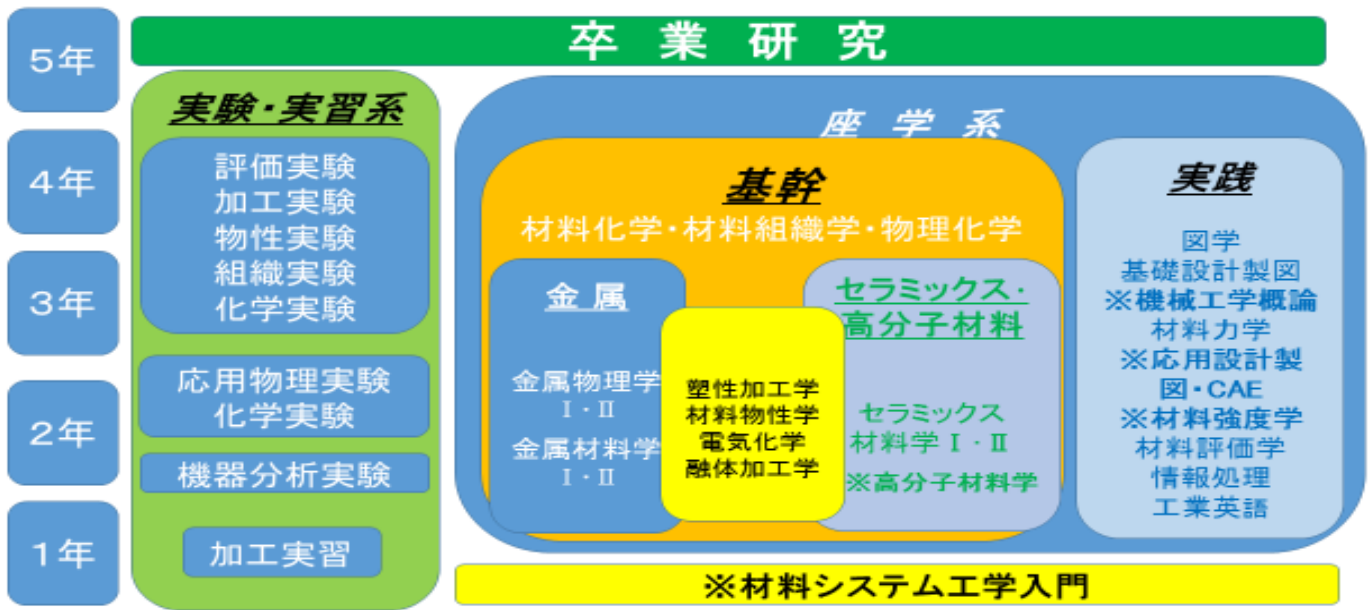 5年
4年
3年
2年
1年
卒業研究
実験・実習系
評価実験
加工実験
物性実験
組織実験
化学実験
応用物理実験
化学実験
機器分析実験
加工実習
座学系
基幹
材料化学・材料組織学・物理化学
金属
金属物理学
Ⅰ・Ⅱ
金属材料学
Ⅰ・Ⅱ
塑性加工学
材料物性学
電気化学
融体加工学
セラミックス・
高分子材料
セラミックス
材料学Ⅰ・Ⅱ
※高分子材料学
実践
図学
基礎設計製図
※機械工学概論
材料力学
※応用設計製
図・CAE
※材料強度学
材料評価学
情報処理
工業英語
※材料システム工学入門